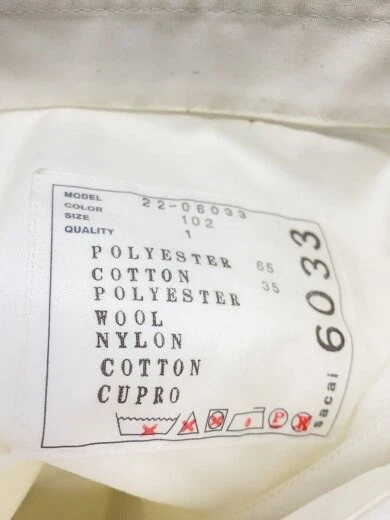 MODEL 22-06033
COLOR 102
SIZE 1
QUALITY
POLYESTER 65
COTTON 35
POLYESTER
WOOL
NYLON
COTTON
CUPRO
P
sacai 6033